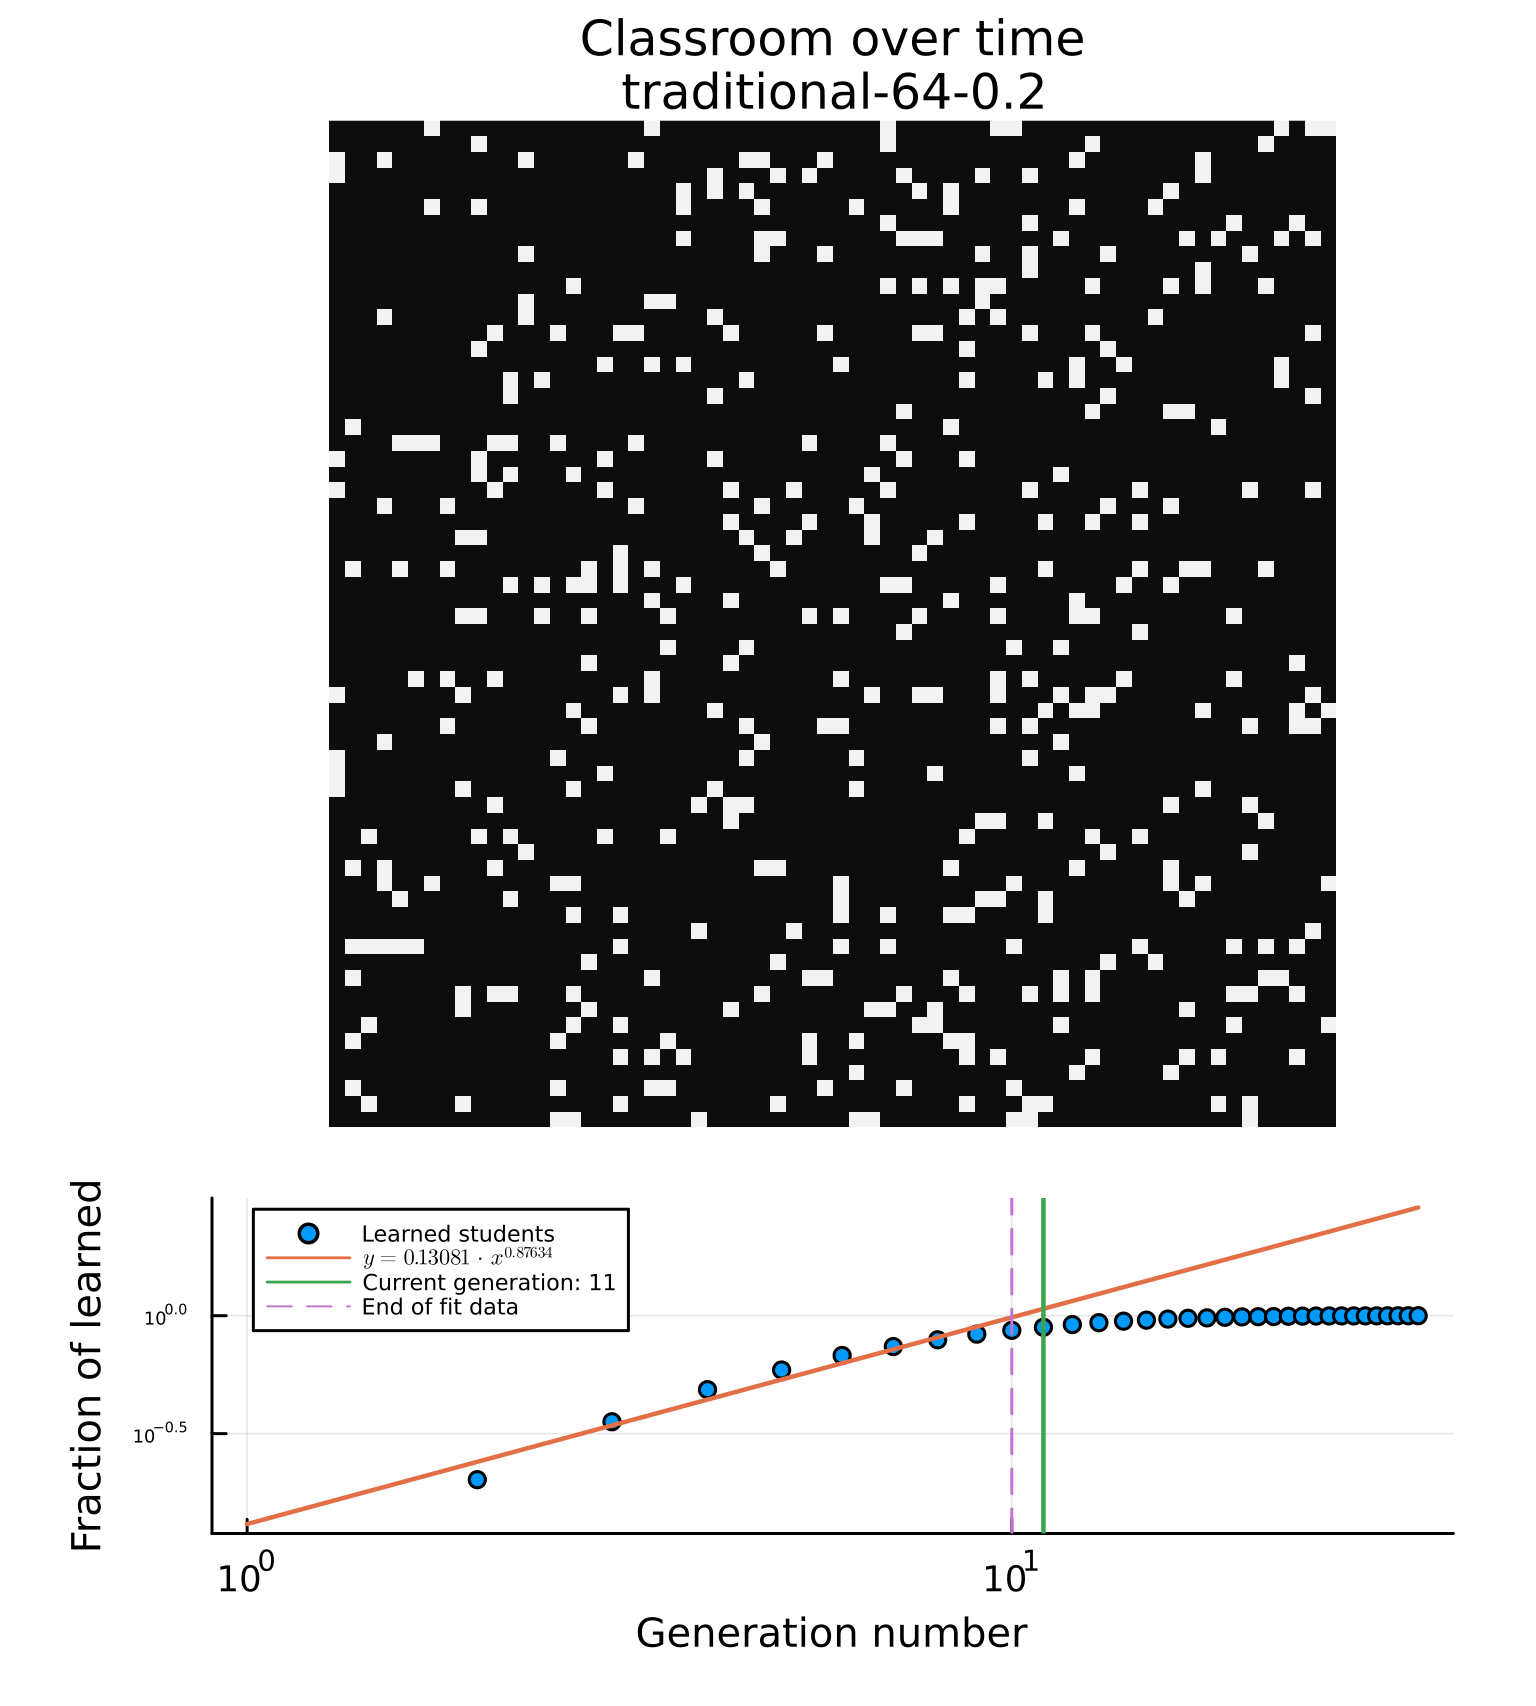 Classroom over time
traditional-64-0.2
Fraction of learned
Learned students
y = 0.13081 · x^0.87634
Current generation: 11
End of fit data
10^0.0
10^−0.5
10^0
10^1
Generation number